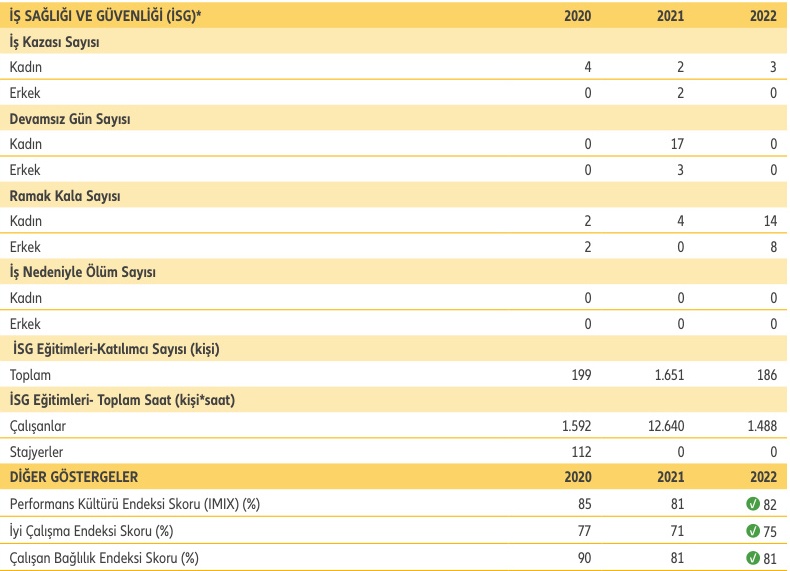 İŞ SAĞLIĞI VE GÜVENLİĞİ (İSG)* 2020 2021 2022
İş Kazası Sayısı
Kadın 4 2 3
Erkek 0 2 0
Devamsız Gün Sayısı
Kadın 0 17 0
Erkek 0 3 0
Ramak Kala Sayısı
Kadın 2 4 14
Erkek 2 0 8
İş Nedeniyle Ölüm Sayısı
Kadın 0 0 0
Erkek 0 0 0
İSG Eğitimleri-Katılımcı Sayısı (kişi)
Toplam 199 1.651 186
İSG Eğitimleri- Toplam Saat (kişi*saat)
Çalışanlar 1.592 12.640 1.488
Stajyerler 112 0 0
DİĞER GÖSTERGELER 2020 2021 2022
Performans Kültürü Endeksi Skoru (IMIX) (%) 85 81 82
İyi Çalışma Endeksi Skoru (%) 77 71 75
Çalışan Bağlılık Endeksi Skoru (%) 90 81 81